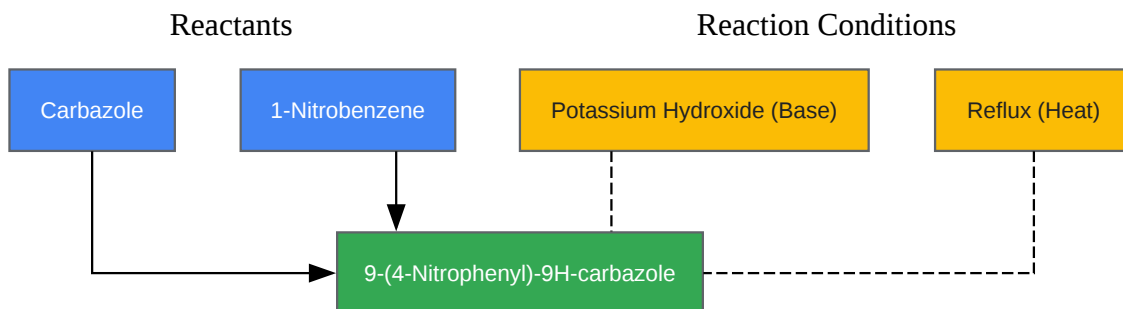 Reactants
Reaction Conditions
Carbazole
1-Nitrobenzene
Potassium Hydroxide (Base)
Reflux (Heat)
9-(4-Nitrophenyl)-9H-carbazole